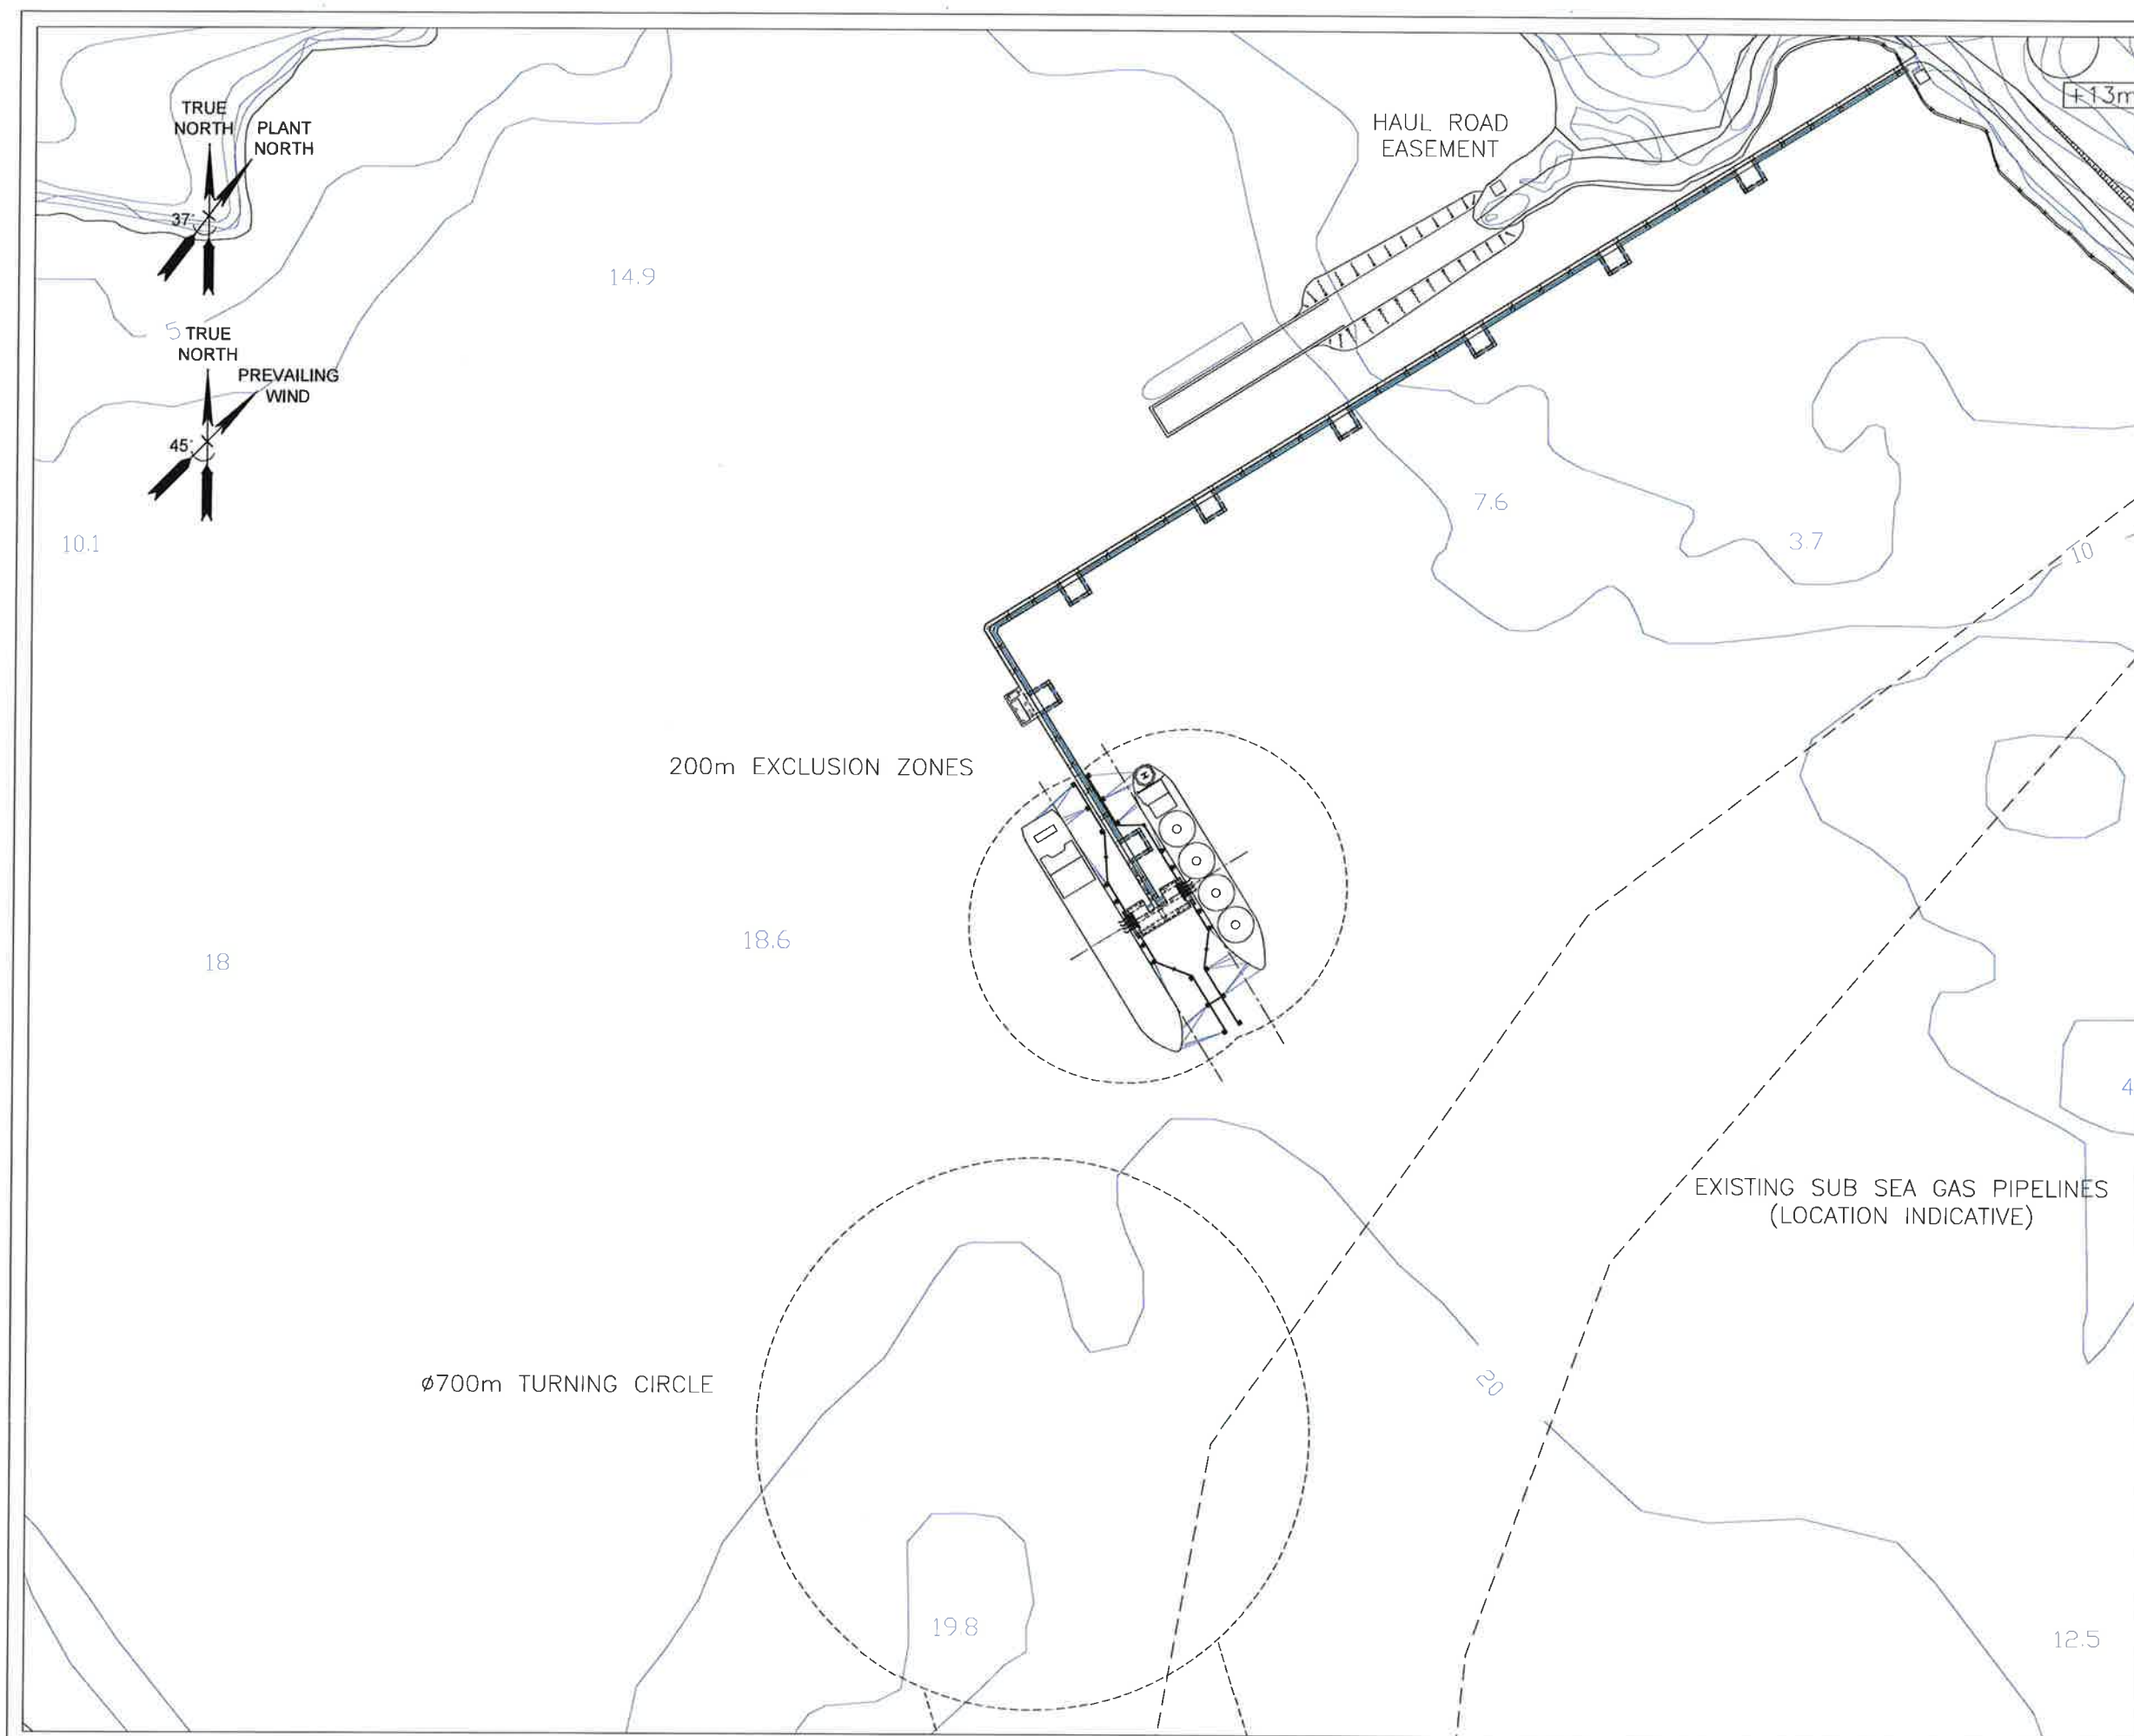 TRUE
NORTH
PLANT
NORTH
37°
HAUL ROAD
EASEMENT
+13m
14.9
5
TRUE
NORTH
PREVAILING
WIND
45°
10.1
7.6
3.7
10
200m EXCLUSION ZONES
H
18.6
18
4
EXISTING SUB SEA GAS PIPELINES
(LOCATION INDICATIVE)
ø700m TURNING CIRCLE
20
19.8
12.5